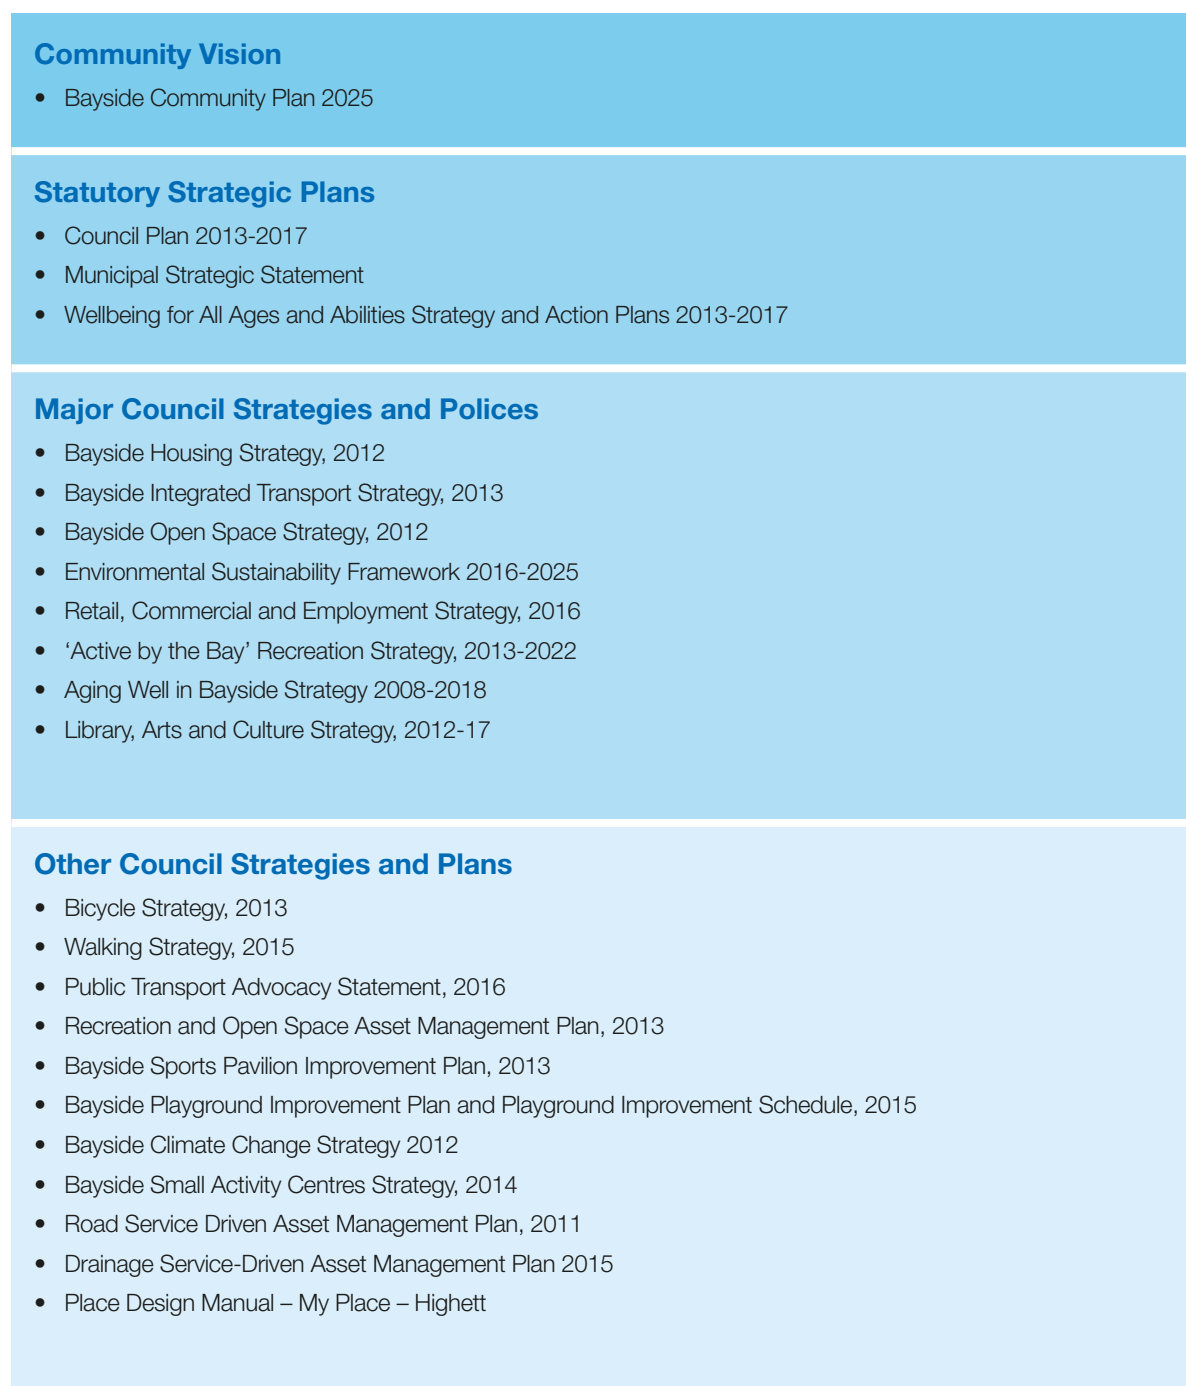 Community Vision
• Bayside Community Plan 2025
Statutory Strategic Plans
• Council Plan 2013-2017
• Municipal Strategic Statement
• Wellbeing for All Ages and Abilities Strategy and Action Plans 2013-2017
Major Council Strategies and Polices
• Bayside Housing Strategy, 2012
• Bayside Integrated Transport Strategy, 2013
• Bayside Open Space Strategy, 2012
• Environmental Sustainability Framework 2016-2025
• Retail, Commercial and Employment Strategy, 2016
• ‘Active by the Bay’ Recreation Strategy, 2013-2022
• Aging Well in Bayside Strategy 2008-2018
• Library, Arts and Culture Strategy, 2012-17
Other Council Strategies and Plans
• Bicycle Strategy, 2013
• Walking Strategy, 2015
• Public Transport Advocacy Statement, 2016
• Recreation and Open Space Asset Management Plan, 2013
• Bayside Sports Pavilion Improvement Plan, 2013
• Bayside Playground Improvement Plan and Playground Improvement Schedule, 2015
• Bayside Climate Change Strategy 2012
• Bayside Small Activity Centres Strategy, 2014
• Road Service Driven Asset Management Plan, 2011
• Drainage Service-Driven Asset Management Plan 2015
• Place Design Manual – My Place – Highett